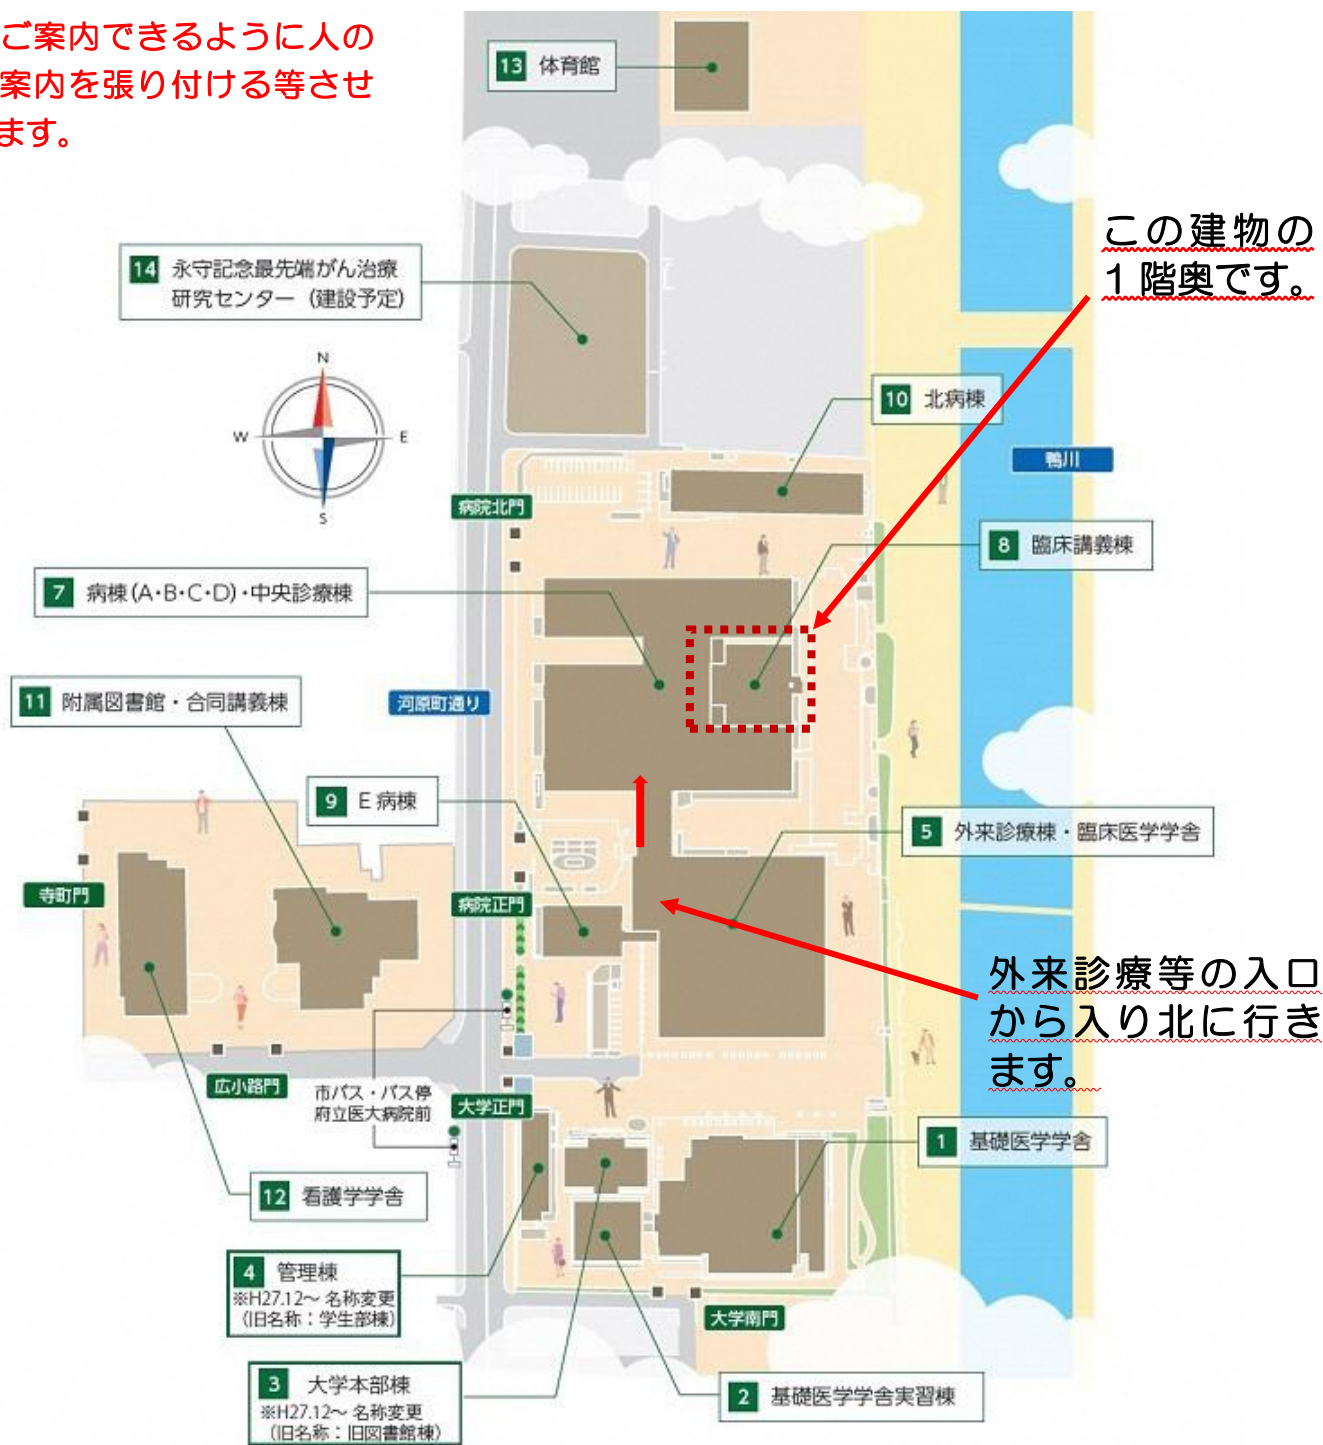 ご案内できるように人の
案内を張り付ける等させ
ます。
13 体育館
この建物の
1階奥です。
14 永守記念最先端がん治療
研究センター（建設予定）
N
W
E
S
10 北病棟
鴨川
病院北門
8 臨床講義棟
7 病棟(A・B・C・D)・中央診療棟
11 附属図書館・合同講義棟
河原町通り
9 E病棟
5 外来診療棟・臨床医学学舎
寺町門
病院正門
外来診療等の入口
から入り北に行き
ます。
広小路門
市バス・バス停
府立医大病院前
大学正門
1 基礎医学学舎
12 看護学学舎
4 管理棟
※H27.12〜 名称変更
（旧名称：学生部棟）
大学南門
3 大学本部棟
※H27.12〜 名称変更
（旧名称：旧図書館棟）
2 基礎医学学舎実習棟